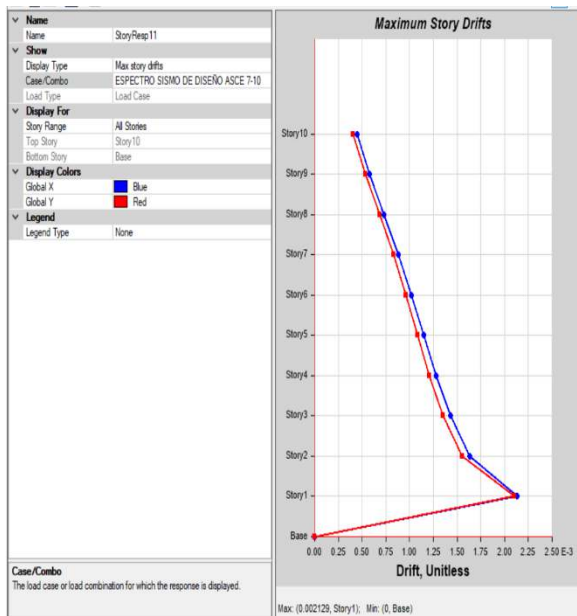 Name
Name StoryResp11
Show
Display Type Max story drifts
Case/Combo ESPECTRO SISMO DE DISEÑO ASCE 7-10
Load Type Load Case
Display For
Story Range All Stories
Top Story Story10
Bottom Story Base
Display Colors
Global X Blue
Global Y Red
Legend
Legend Type None
Case/Combo
The load case or load combination for which the response is displayed.
Maximum Story Drifts
Story10
Story9
Story8
Story7
Story6
Story5
Story4
Story3
Story2
Story1
Base
0.00 0.25 0.50 0.75 1.00 1.25 1.50 1.75 2.00 2.25 2.50 E-3
Drift, Unitless
Max: (0.002129, Story1); Min: (0, Base)